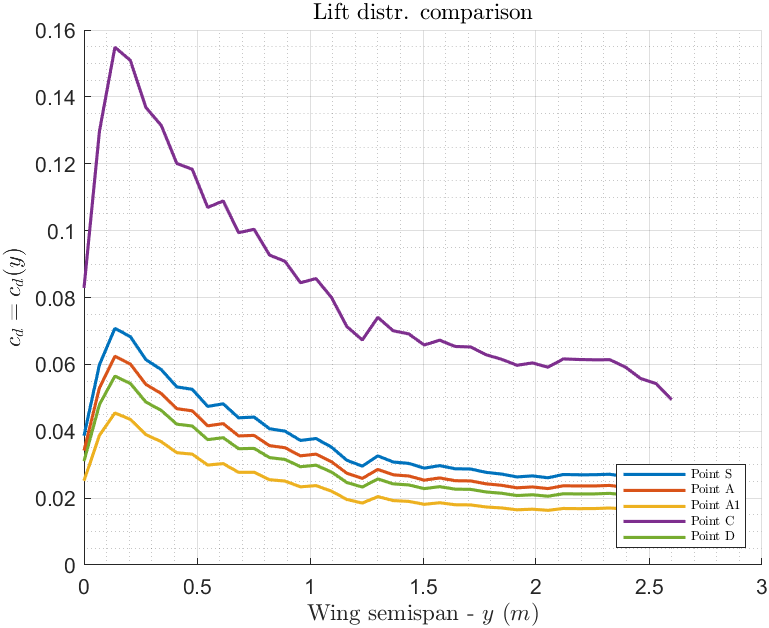 Lift distr. comparison
0.16
0.14
0.12
0.1
0.08
0.06
0.04
0.02
0
c_d = c_d(y)
Point S
Point A
Point A1
Point C
Point D
0 0.5 1 1.5 2 2.5 3
Wing semispan - y (m)